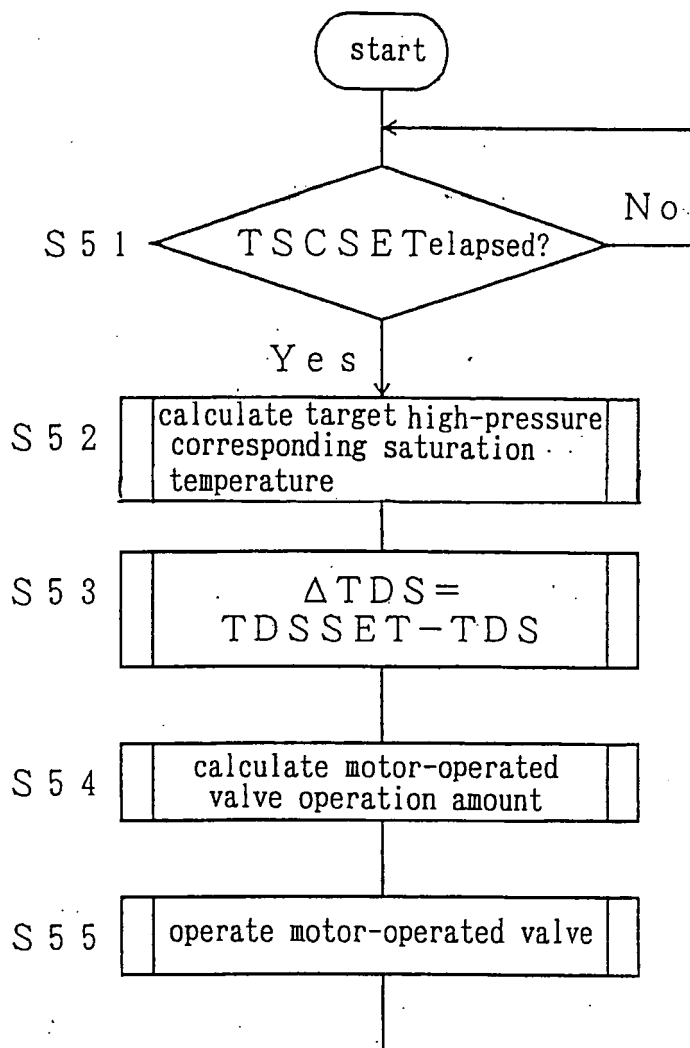 start
No
S51
TSCSETelapsed?
Yes
S52
calculate target high-pressure
corresponding saturation
temperature
S53
ΔTDS=
TDSSET-TDS
S54
calculate motor-operated
valve operation amount
S55
operate motor-operated valve